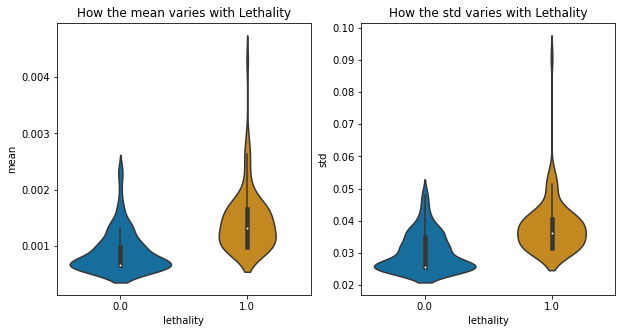 How the mean varies with Lethality
mean
0.004
0.003
0.002
0.001
0.0
1.0
lethality
How the std varies with Lethality
std
0.10
0.09
0.08
0.07
0.06
0.05
0.04
0.03
0.02
0.0
1.0
lethality